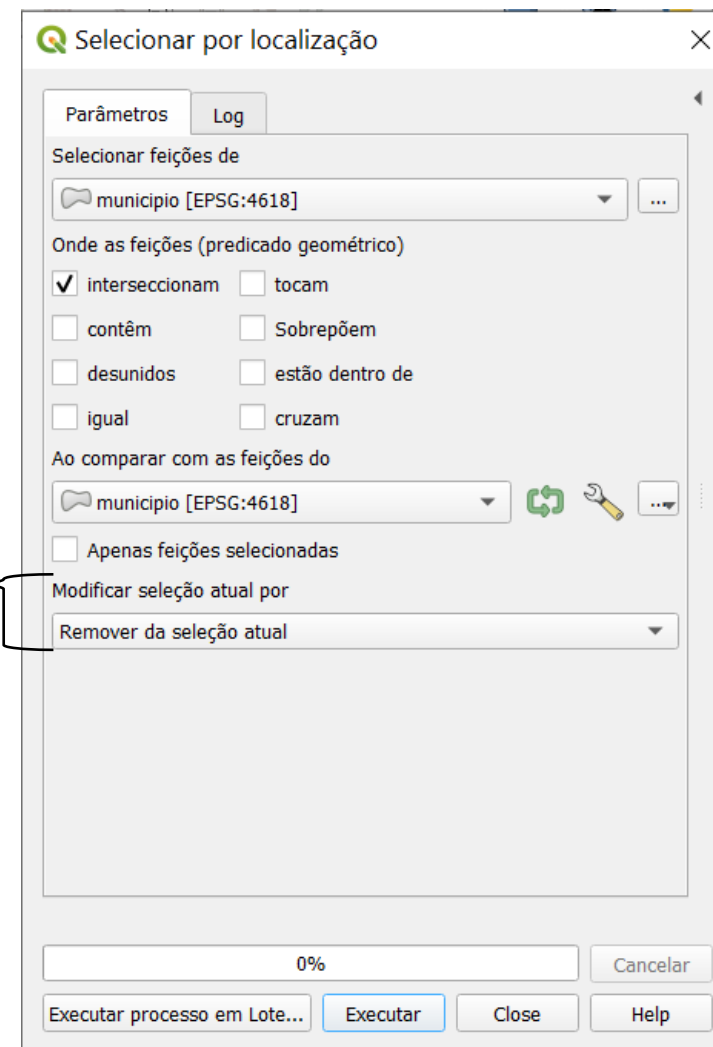 Selecionar por localização
Parâmetros Log
Selecionar feições de
municipio [EPSG:4618] ...
Onde as feições (predicado geométrico)
interseccionam tocam
contêm Sobrepõem
desunidos estão dentro de
igual cruzam
Ao comparar com as feições do
municipio [EPSG:4618] ...
Apenas feições selecionadas
Modificar seleção atual por
Remover da seleção atual
0% Cancelar
Executar processo em Lote... Executar Close Help